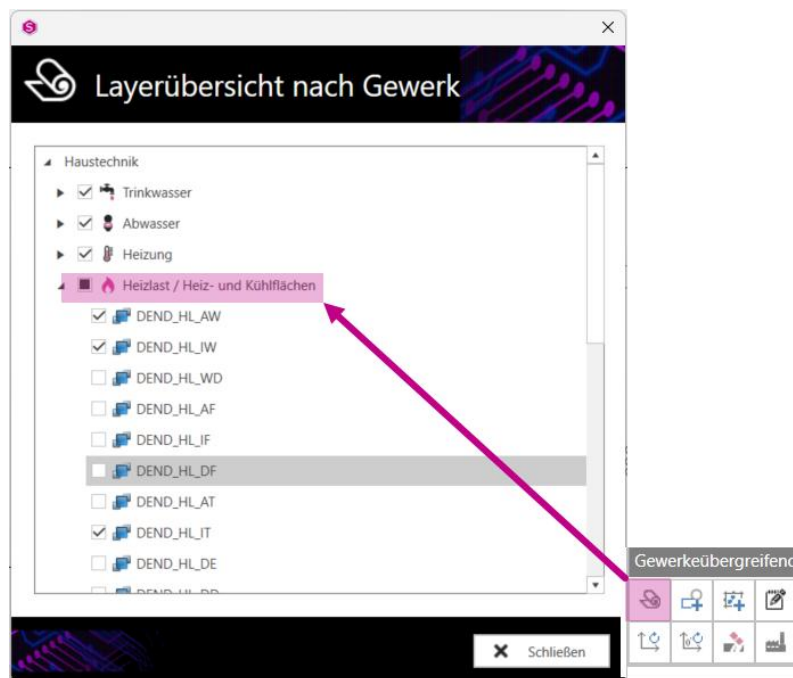 Layerübersicht nach Gewerk
Haustechnik
Trinkwasser
Abwasser
Heizung
Heizlast / Heiz- und Kühlflächen
DEND_HL_AW
DEND_HL_IW
DEND_HL_WD
DEND_HL_AF
DEND_HL_IF
DEND_HL_DF
DEND_HL_AT
DEND_HL_IT
DEND_HL_DE
Gewerkeübergreifend
Schließen